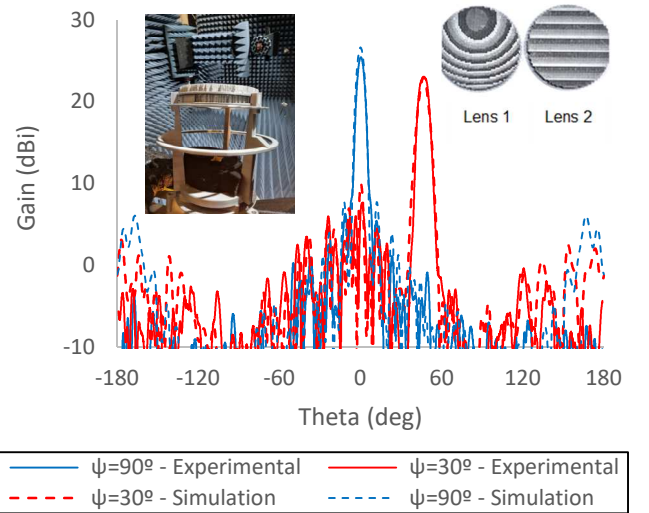 30
20
10
0
-10
Gain (dBi)
Lens 1 Lens 2
-180 -120 -60 0 60 120 180
Theta (deg)
ψ=90º - Experimental ψ=30º - Experimental
ψ=30º - Simulation ψ=90º - Simulation